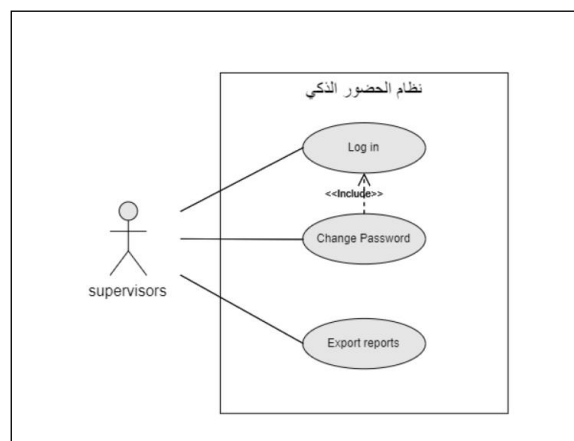 نظام الحضور الذكي
Log in
<<Include>>
Change Password
supervisors
Export reports